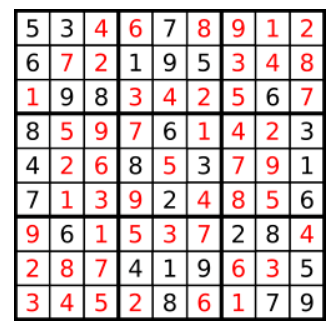 5 3 4 6 7 8 9 1 2
6 7 2 1 9 5 3 4 8
1 9 8 3 4 2 5 6 7
8 5 9 7 6 1 4 2 3
4 2 6 8 5 3 7 9 1
7 1 3 9 2 4 8 5 6
9 6 1 5 3 7 2 8 4
2 8 7 4 1 9 6 3 5
3 4 5 2 8 6 1 7 9